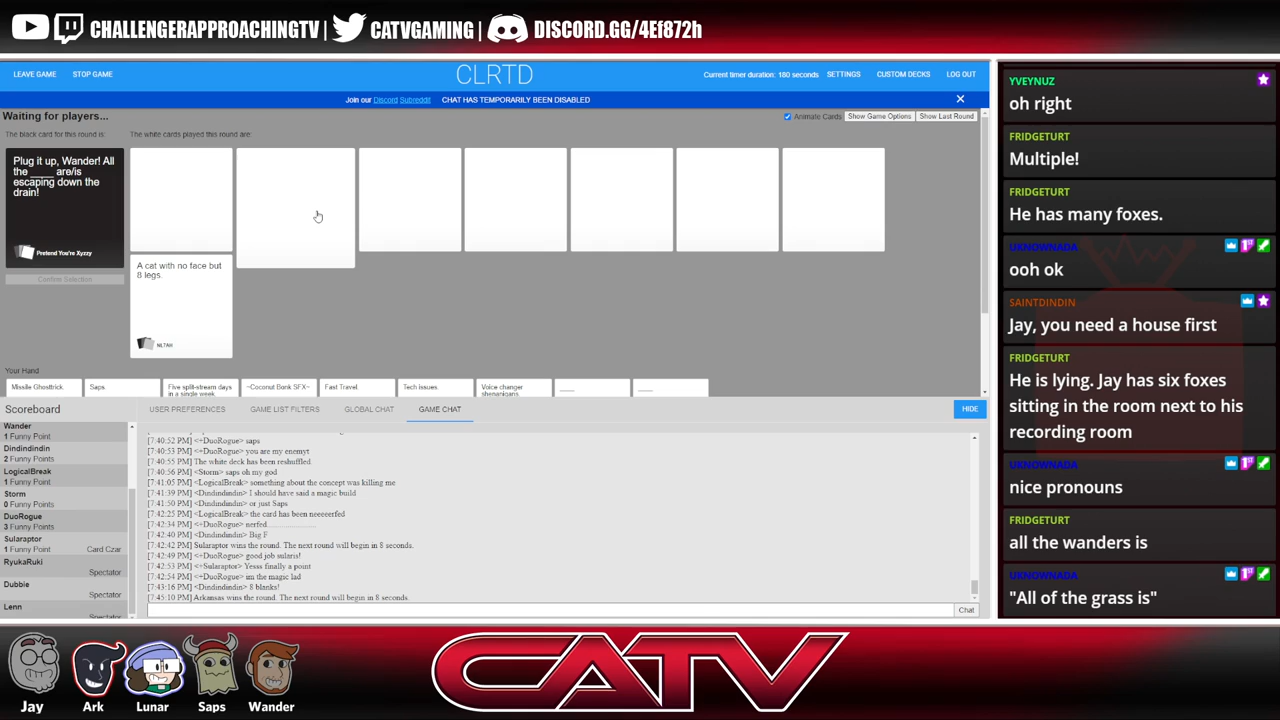 CHALLENGERAPPROACHINGTV | CATVGAMING | DISCORD.GG/4Ef872h
LEAVE GAME STOP GAME CLRTD Current timer duration: 180 seconds SETTINGS CUSTOM DECKS LOG OUT
Join our Discord Subreddit CHAT HAS TEMPORARILY BEEN DISABLED
Waiting for players...
Animate Cards Show Game Options Show Last Round
The black card for this round is: The white cards played this round are:
Plug it up, Wander! All
the ____ are/is
escaping down the
drain!
Pretend You're Xyzzy
Confirm Selection
A cat with no face but
8 legs.
NLTAH
Your Hand
Missile Ghosttrick.
Saps.
Five split-stream days
in a single week.
~Coconut Bonk SFX~
Fast Travel.
Tech issues.
Voice changer
shenanigans.
____
____
Scoreboard
USER PREFERENCES GAME LIST FILTERS GLOBAL CHAT GAME CHAT HIDE
Wander
1 Funny Point
Dindindindin
2 Funny Points
LogicalBreak
1 Funny Point
Storm
0 Funny Points
DuoRogue
3 Funny Points
Sularaptor
1 Funny Point Card Czar
RyukaRuki
Spectator
Dubbie
Spectator
Lenn
Spectator
[7:40:52 PM] <+DuoRogue> saps
[7:40:53 PM] <+DuoRogue> you are my enemyt
[7:40:55 PM] The white deck has been reshuffled.
[7:40:56 PM] <Storm> saps oh my god
[7:41:05 PM] <LogicalBreak> something about the concept was killing me
[7:41:39 PM] <Dindindindin> I should have said a magic build
[7:41:50 PM] <Dindindindin> or just Saps
[7:42:25 PM] <LogicalBreak> the card has been neeeeerfed
[7:42:34 PM] <+DuoRogue> nerfed.....................
[7:42:40 PM] <Dindindindin> Big F
[7:42:42 PM] Sularaptor wins the round. The next round will begin in 8 seconds.
[7:42:49 PM] <+DuoRogue> good job sularis!
[7:42:53 PM] <+Sularaptor> Yesss finally a point
[7:42:54 PM] <+DuoRogue> im the magic lad
[7:43:16 PM] <Dindindindin> 8 blanks!
[7:45:10 PM] Arkansas wins the round. The next round will begin in 8 seconds.
Chat
YVEYNUZ
oh right
FRIDGETURT
Multiple!
FRIDGETURT
He has many foxes.
UKNOWNADA
ooh ok
SAINTDINDIN
Jay, you need a house first
FRIDGETURT
He is lying. Jay has six foxes
sitting in the room next to his
recording room
UKNOWNADA
nice pronouns
FRIDGETURT
all the wanders is
UKNOWNADA
"All of the grass is"
Jay Ark Lunar Saps Wander
CATV